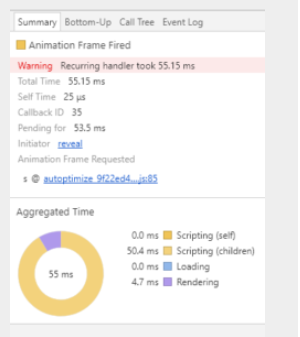 Summary Bottom-Up Call Tree Event Log
Animation Frame Fired
Warning Recurring handler took 55.15 ms
Total Time 55.15 ms
Self Time 25 μs
Callback ID 35
Pending for 53.5 ms
Initiator reveal
Animation Frame Requested
s @ autoptimize_9f22ed4....js:85
Aggregated Time
0.0 ms Scripting (self)
50.4 ms Scripting (children)
55 ms
0.0 ms Loading
4.7 ms Rendering